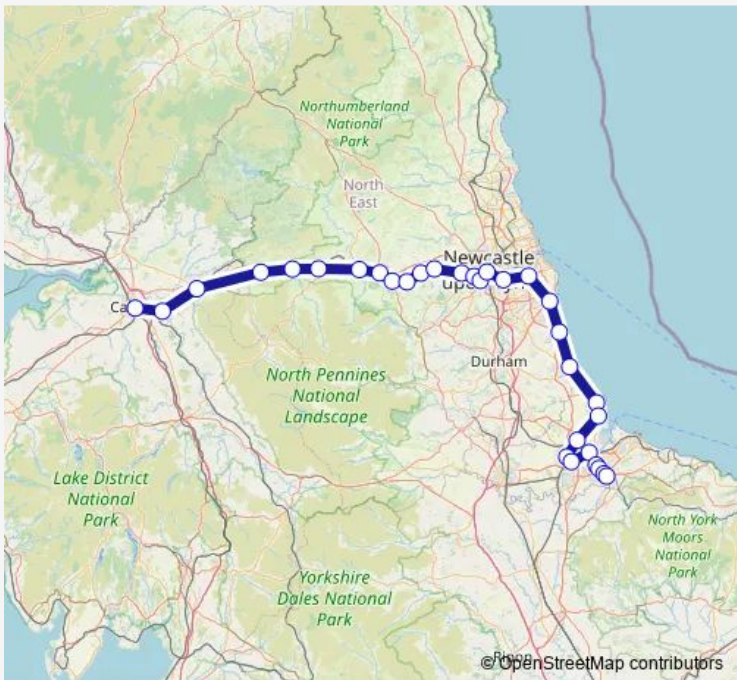 Northumberland
National
Park
North
East
Newcastle
Durham
North Pennines
National
Landscape
Lake District
National
Park
North York
Moors
National
Park
Yorkshire
Dales National
Park
© OpenStreetMap contributors